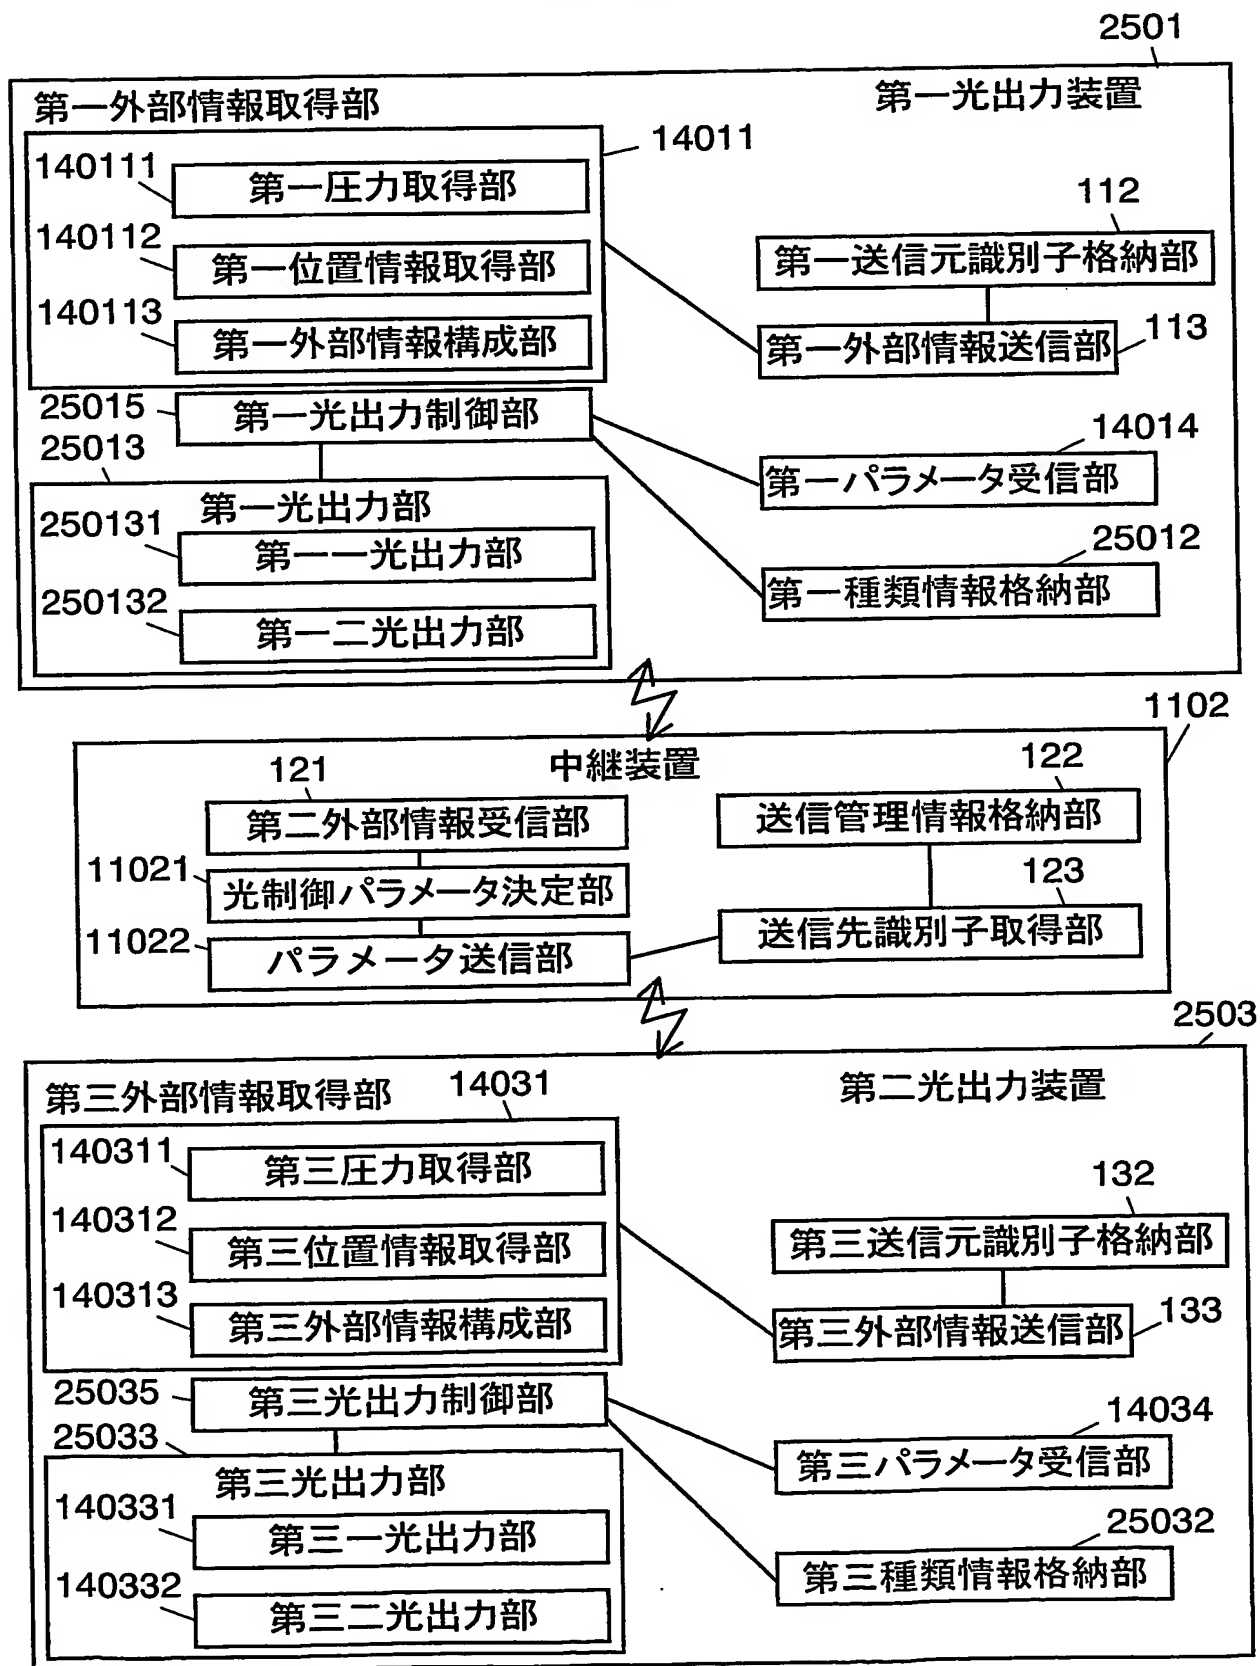 2501
第一外部情報取得部
第一光出力装置
14011
140111
第一圧力取得部
112
140112
第一位置情報取得部
第一送信元識別子格納部
140113
第一外部情報構成部
第一外部情報送信部
113
25015
第一光出力制御部
14014
25013
第一パラメータ受信部
第一光出力部
250131
第一一光出力部
25012
第一種類情報格納部
250132
第一二光出力部
1102
中継装置
121
122
第二外部情報受信部
送信管理情報格納部
11021
光制御パラメータ決定部
123
11022
パラメータ送信部
送信先識別子取得部
2503
第三外部情報取得部
14031
第二光出力装置
140311
第三圧力取得部
132
140312
第三位置情報取得部
第三送信元識別子格納部
140313
第三外部情報構成部
第三外部情報送信部
133
25035
第三光出力制御部
14034
25033
第三パラメータ受信部
第三光出力部
140331
第三一光出力部
25032
第三種類情報格納部
140332
第三二光出力部